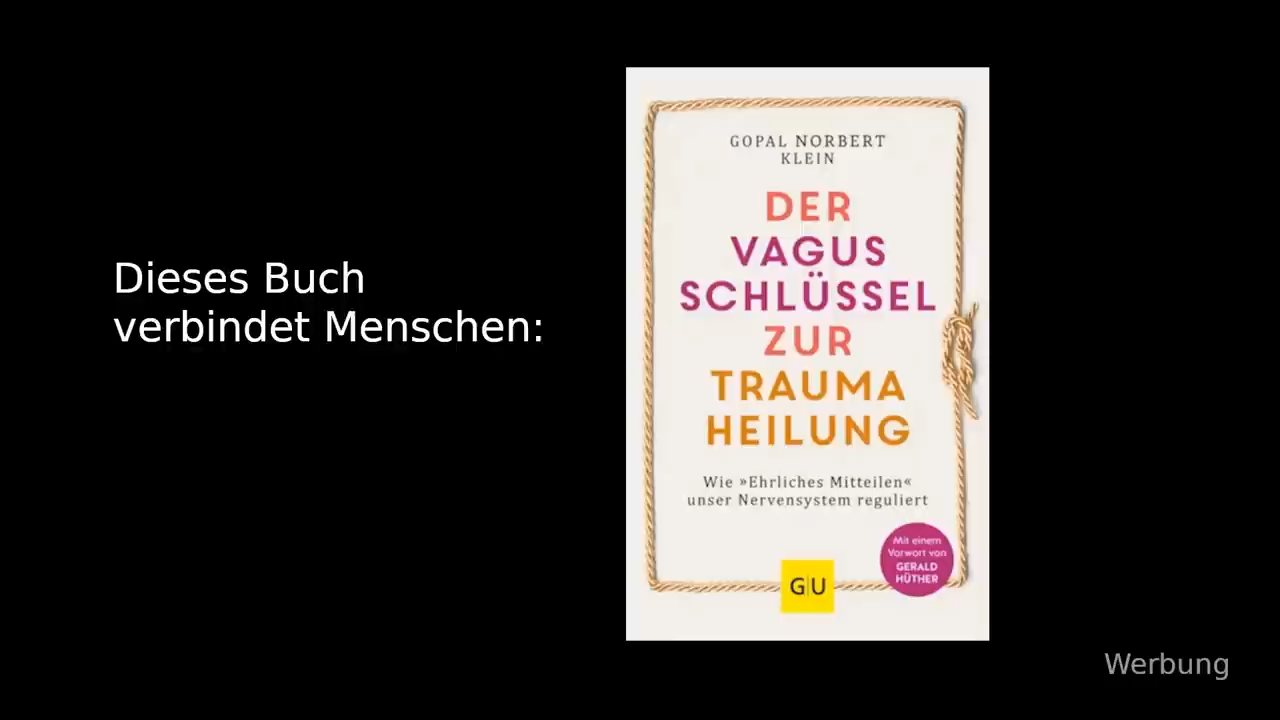 Dieses Buch
verbindet Menschen:
GOPAL NORBERT
KLEIN
DER
VAGUS
SCHLÜSSEL
ZUR
TRAUMA
HEILUNG
Wie »Ehrliches Mitteilen«
unser Nervensystem reguliert
Mit einem
Vorwort von
GERALD
HÜTHER
G|U
Werbung